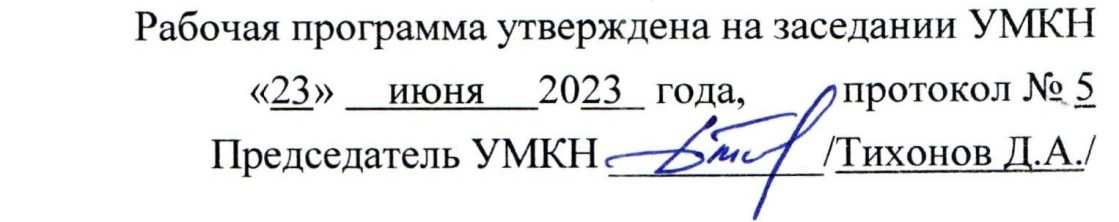 Рабочая программа утверждена на заседании УМКН
«23» июня 2023 года, протокол № 5
Председатель УМКН /Тихонов Д.А./